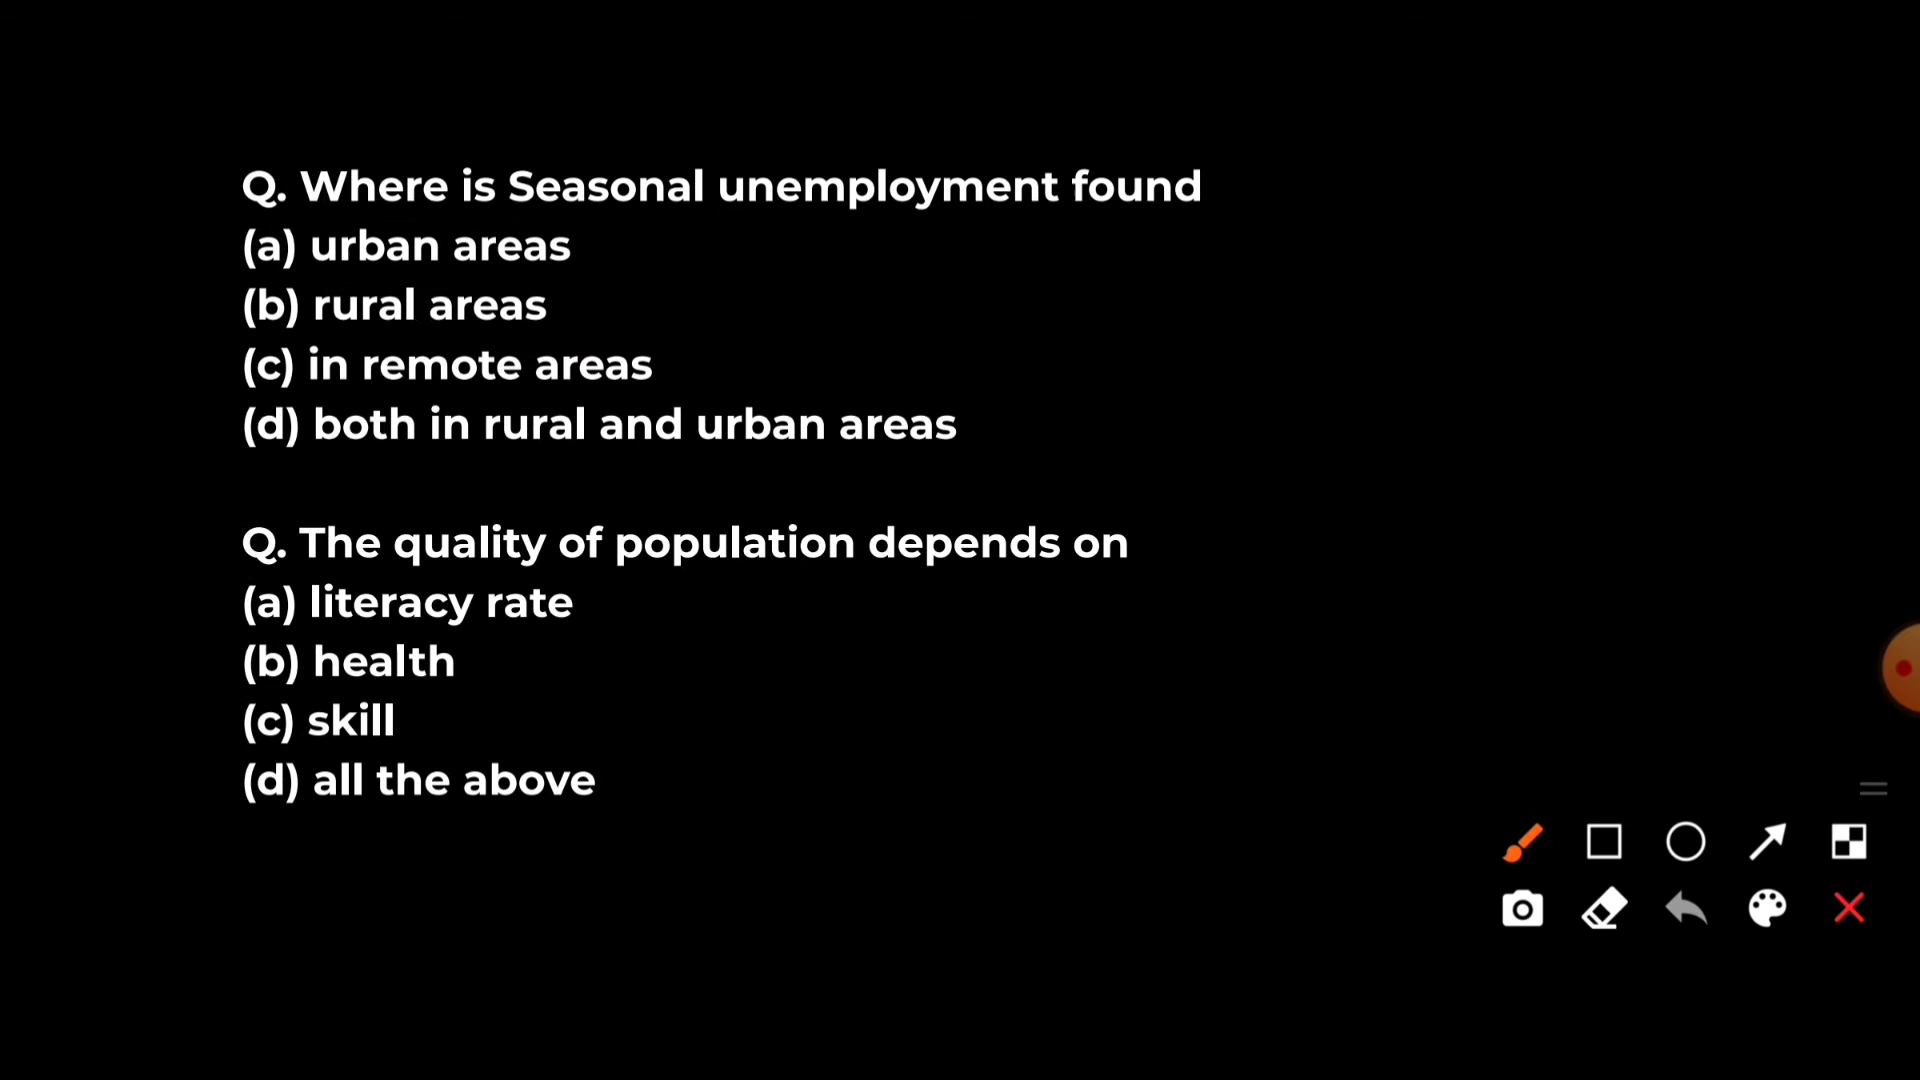 Q. Where is Seasonal unemployment found
(a) urban areas
(b) rural areas
(c) in remote areas
(d) both in rural and urban areas
Q. The quality of population depends on
(a) literacy rate
(b) health
(c) skill
(d) all the above